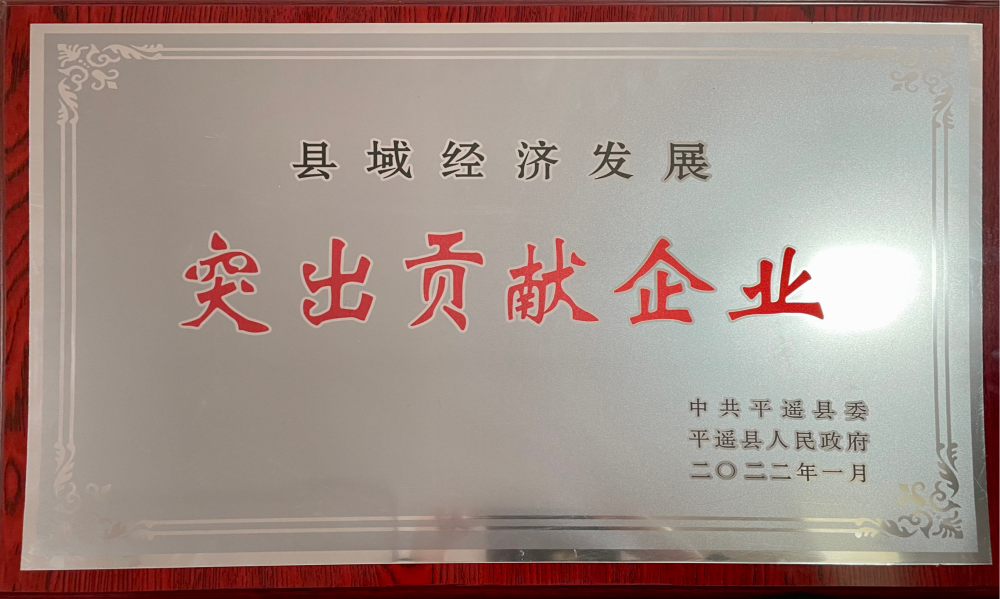 县域经济发展
突出贡献企业
中共平遥县委
平遥县人民政府
二〇二二年一月